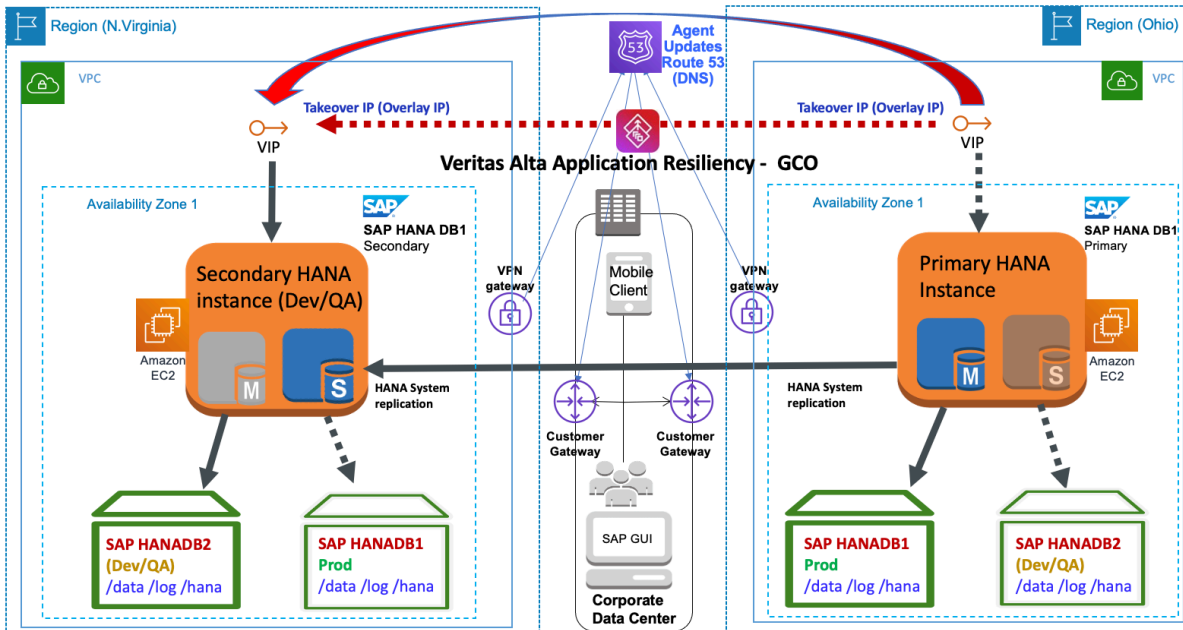 Region (N.Virginia)
VPC
Agent
Updates
Route 53
(DNS)
53
Region (Ohio)
VPC
Takeover IP (Overlay IP)
Takeover IP (Overlay IP)
VIP
VIP
Veritas Alta Application Resiliency - GCO
Availability Zone 1
SAP
SAP HANA DB1
Secondary
Secondary HANA
instance (Dev/QA)
Amazon
EC2
M
S
HANA System
replication
VPN
gateway
Mobile
Client
VPN
gateway
Customer
Gateway
Customer
Gateway
SAP GUI
Corporate
Data Center
Availability Zone 1
SAP
SAP HANA DB1
Primary
Primary HANA
Instance
Amazon
EC2
M
S
HANA System
replication
SAP HANADB2
(Dev/QA)
/data /log /hana
SAP HANADB1
Prod
/data /log /hana
SAP HANADB1
Prod
/data /log /hana
SAP HANADB2
(Dev/QA)
/data /log /hana